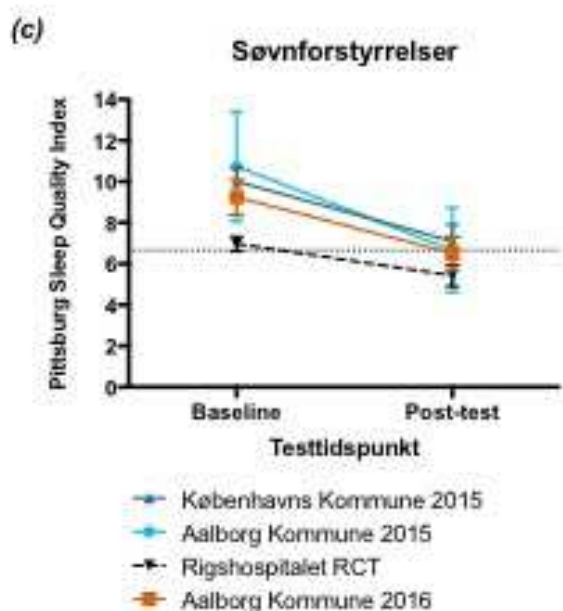 (c)
Søvnforstyrrelser
Pittsburg Sleep Quality Index
14
12
10
8
6
4
2
0
Baseline
Post-test
Testtidspunkt
Københavns Kommune 2015
Aalborg Kommune 2015
Rigshospitalet RCT
Aalborg Kommune 2016